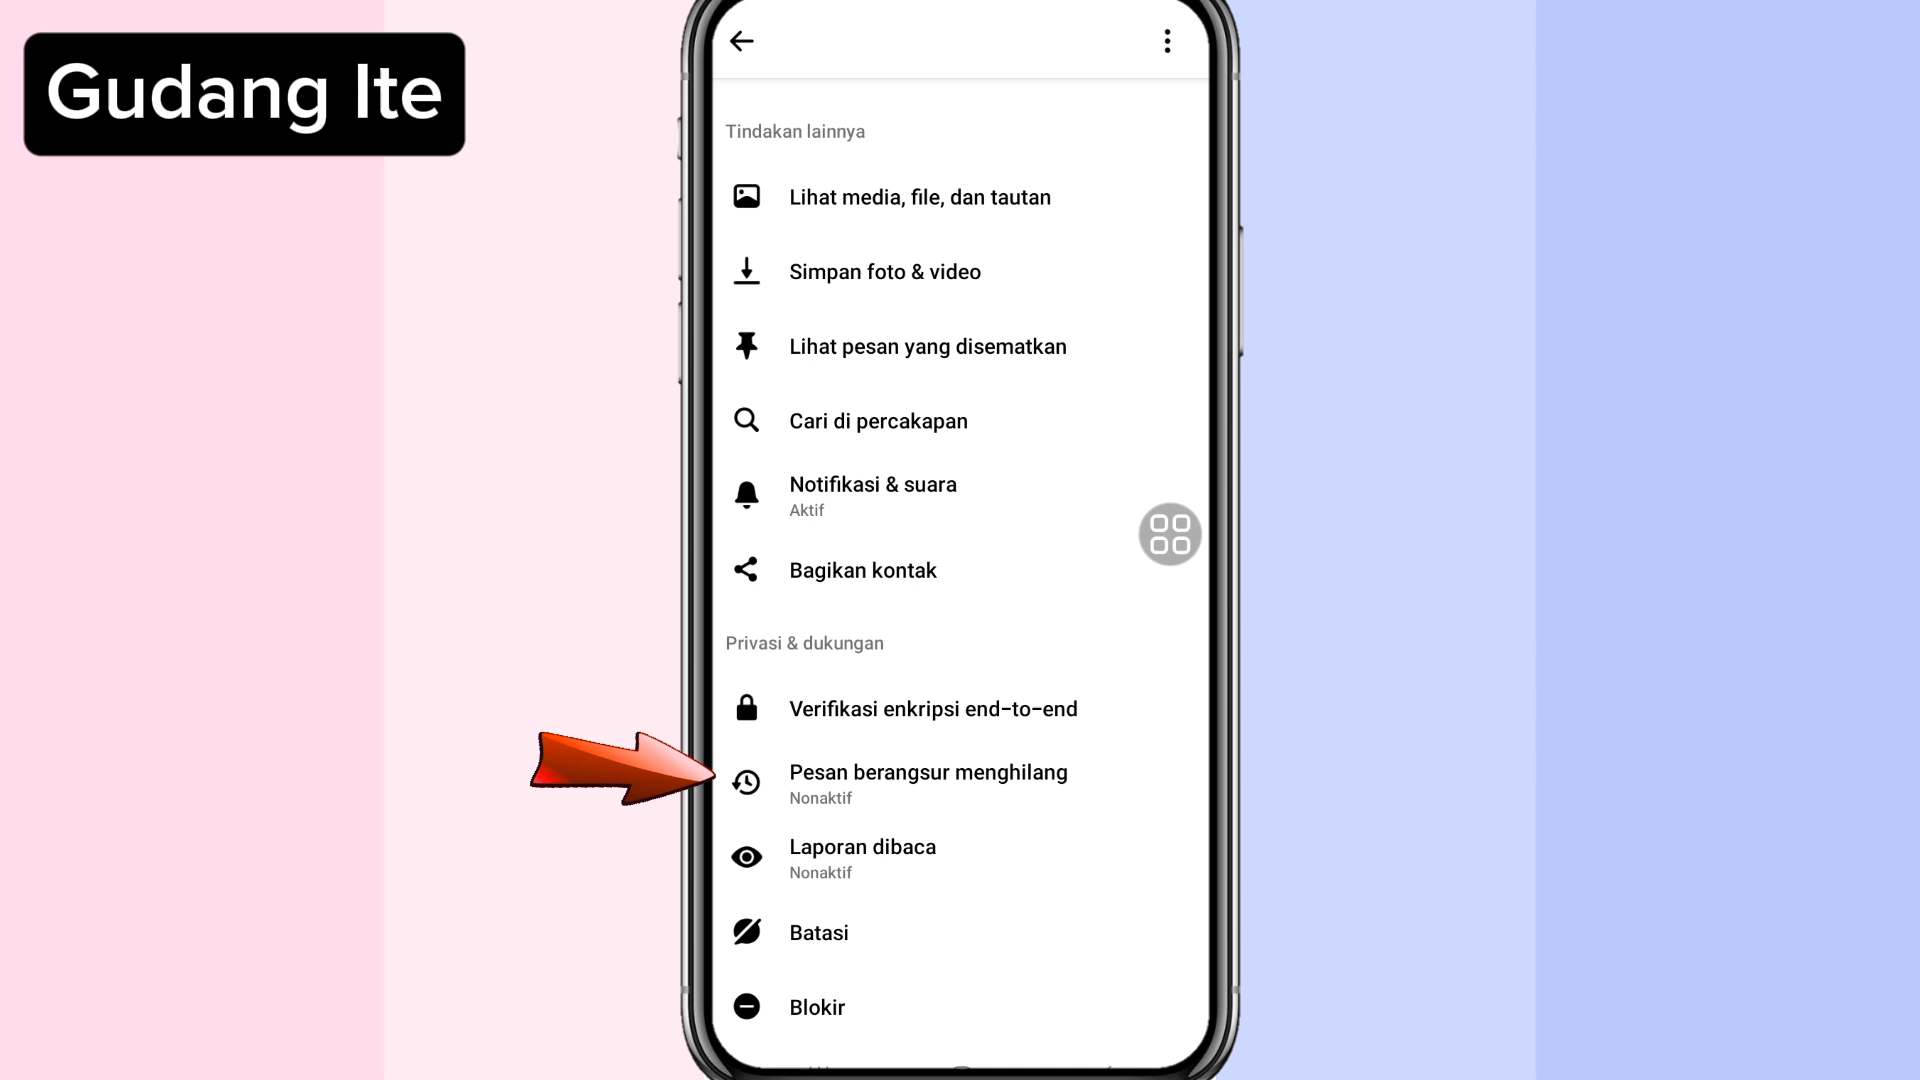 Gudang Ite
Tindakan lainnya
Lihat media, file, dan tautan
Simpan foto & video
Lihat pesan yang disematkan
Cari di percakapan
Notifikasi & suara
Aktif
Bagikan kontak
Privasi & dukungan
Verifikasi enkripsi end-to-end
Pesan berangsur menghilang
Nonaktif
Laporan dibaca
Nonaktif
Batasi
Blokir